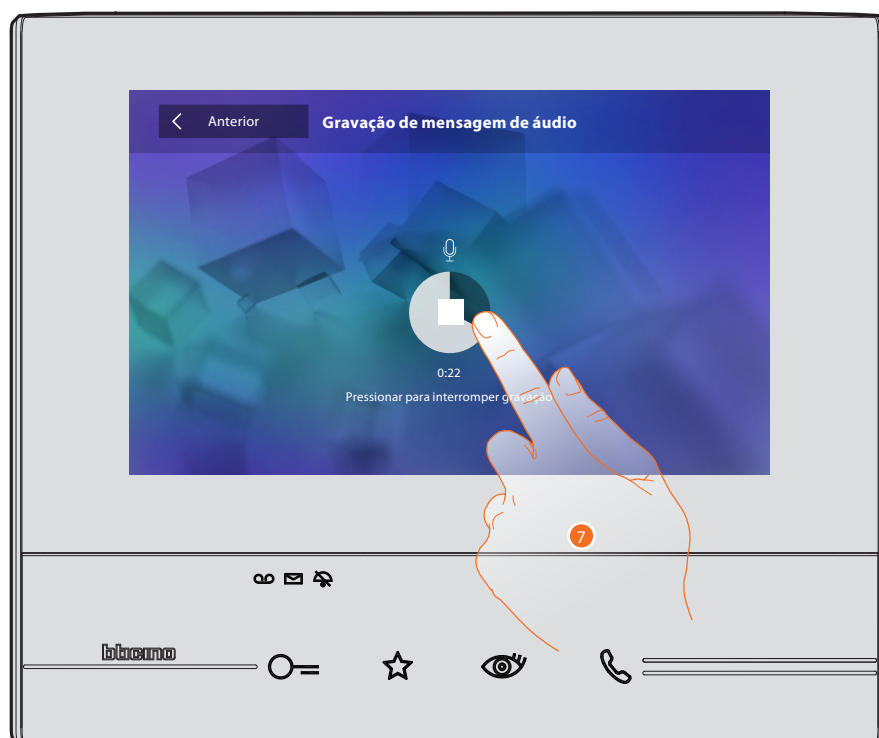 Anterior
Gravação de mensagem de áudio
0:22
Pressionar para interromper gravação
7
bticino